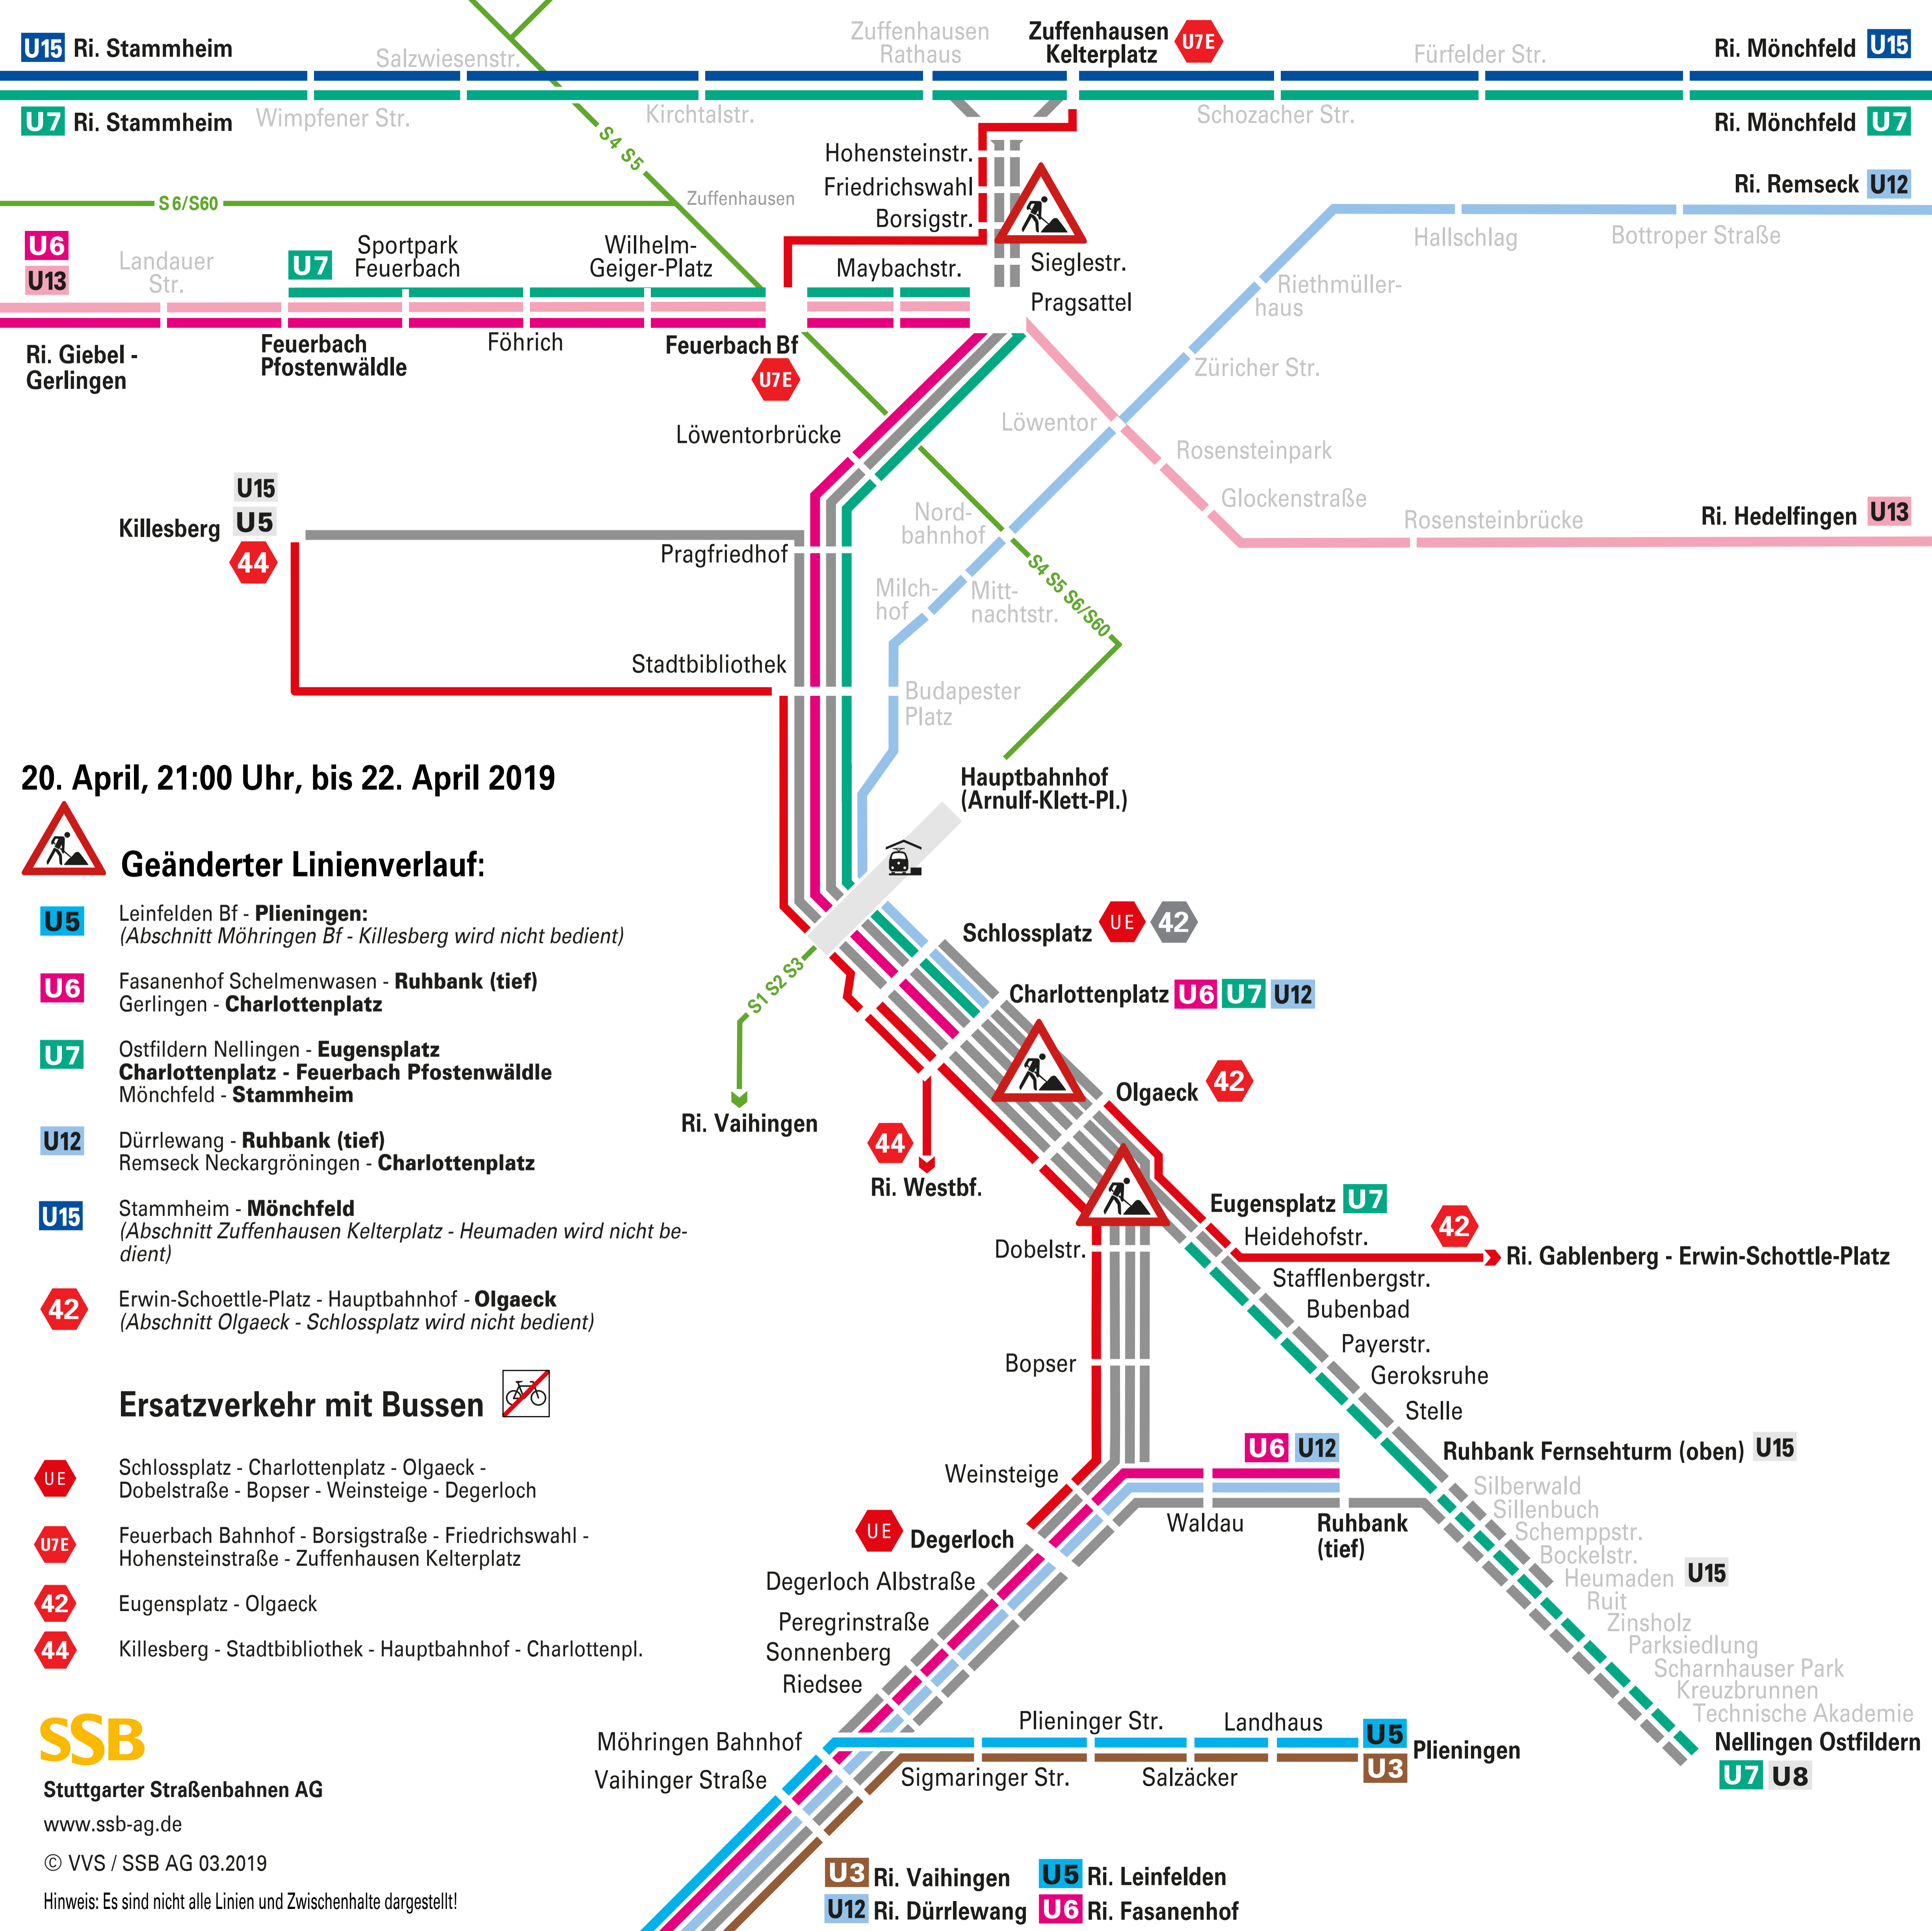 U15 Ri. Stammheim
Salzwiesenstr.
Zuffenhausen
Rathaus
Zuffenhausen
Kelterplatz
U7E
Fürfelder Str.
Ri. Mönchfeld U15
U7 Ri. Stammheim
Wimpfener Str.
Kirchtalstr.
Schozacher Str.
Ri. Mönchfeld U7
S4 S5
Hohensteinstr.
Friedrichswahl
Borsigstr.
Ri. Remseck U12
S6/S60
Zuffenhausen
Hallschlag
Bottroper Straße
U6
U13
Landauer
Str.
U7
Sportpark
Feuerbach
Wilhelm-
Geiger-Platz
Maybachstr.
Sieglestr.
Pragsattel
Riethmüller-
haus
Ri. Giebel -
Gerlingen
Feuerbach
Pfostenwäldle
Föhrich
Feuerbach Bf
U7E
Züricher Str.
Löwentorbrücke
Löwentor
Rosensteinpark
Glockenstraße
Rosensteinbrücke
Ri. Hedelfingen U13
U15
Killesberg U5
44
Pragfriedhof
Nord-
bahnhof
S4 S5 S6/S60
Milch-
hof
Mitt-
nachtstr.
Stadtbibliothek
Budapester
Platz
Hauptbahnhof
(Arnulf-Klett-Pl.)
20. April, 21:00 Uhr, bis 22. April 2019
Geänderter Linienverlauf:
U5
Leinfelden Bf - Plieningen:
(Abschnitt Möhringen Bf - Killesberg wird nicht bedient)
U6
Fasanenhof Schelmenwasen - Ruhbank (tief)
Gerlingen - Charlottenplatz
U7
Ostfildern Nellingen - Eugensplatz
Charlottenplatz - Feuerbach Pfostenwäldle
Mönchfeld - Stammheim
U12
Dürrlewang - Ruhbank (tief)
Remseck Neckargröningen - Charlottenplatz
U15
Stammheim - Mönchfeld
(Abschnitt Zuffenhausen Kelterplatz - Heumaden wird nicht be-
dient)
42
Erwin-Schoettle-Platz - Hauptbahnhof - Olgaeck
(Abschnitt Olgaeck - Schlossplatz wird nicht bedient)
Ersatzverkehr mit Bussen
UE
Schlossplatz - Charlottenplatz - Olgaeck -
Dobelstraße - Bopser - Weinsteige - Degerloch
U7E
Feuerbach Bahnhof - Borsigstraße - Friedrichswahl -
Hohensteinstraße - Zuffenhausen Kelterplatz
42
Eugensplatz - Olgaeck
44
Killesberg - Stadtbibliothek - Hauptbahnhof - Charlottenpl.
SSB
Stuttgarter Straßenbahnen AG
www.ssb-ag.de
© VVS / SSB AG 03.2019
Hinweis: Es sind nicht alle Linien und Zwischenhalte dargestellt!
Schlossplatz UE 42
S1 S2 S3
Charlottenplatz U6 U7 U12
Ri. Vaihingen
Olgaeck 42
44
Ri. Westbf.
Eugensplatz U7
Heidehofstr.
42
Ri. Gablenberg - Erwin-Schottle-Platz
Dobelstr.
Stafflenbergstr.
Bubenbad
Payerstr.
Bopser
Geroksruhe
Stelle
U6 U12
Ruhbank Fernsehturm (oben) U15
Weinsteige
Silberwald
Sillenbuch
Schemppstr.
Bockelstr.
Heumaden U15
Ruit
Zinsholz
Parksiedlung
Scharnhauser Park
Kreuzbrunnen
Technische Akademie
Nellingen Ostfildern
U7 U8
UE Degerloch
Waldau
Ruhbank
(tief)
Degerloch Albstraße
Peregrinstraße
Sonnenberg
Riedsee
Möhringen Bahnhof
Vaihinger Straße
Plieninger Str.
Landhaus
U5
U3
Plieningen
Sigmaringer Str.
Salzäcker
U3 Ri. Vaihingen
U5 Ri. Leinfelden
U12 Ri. Dürrlewang
U6 Ri. Fasanenhof